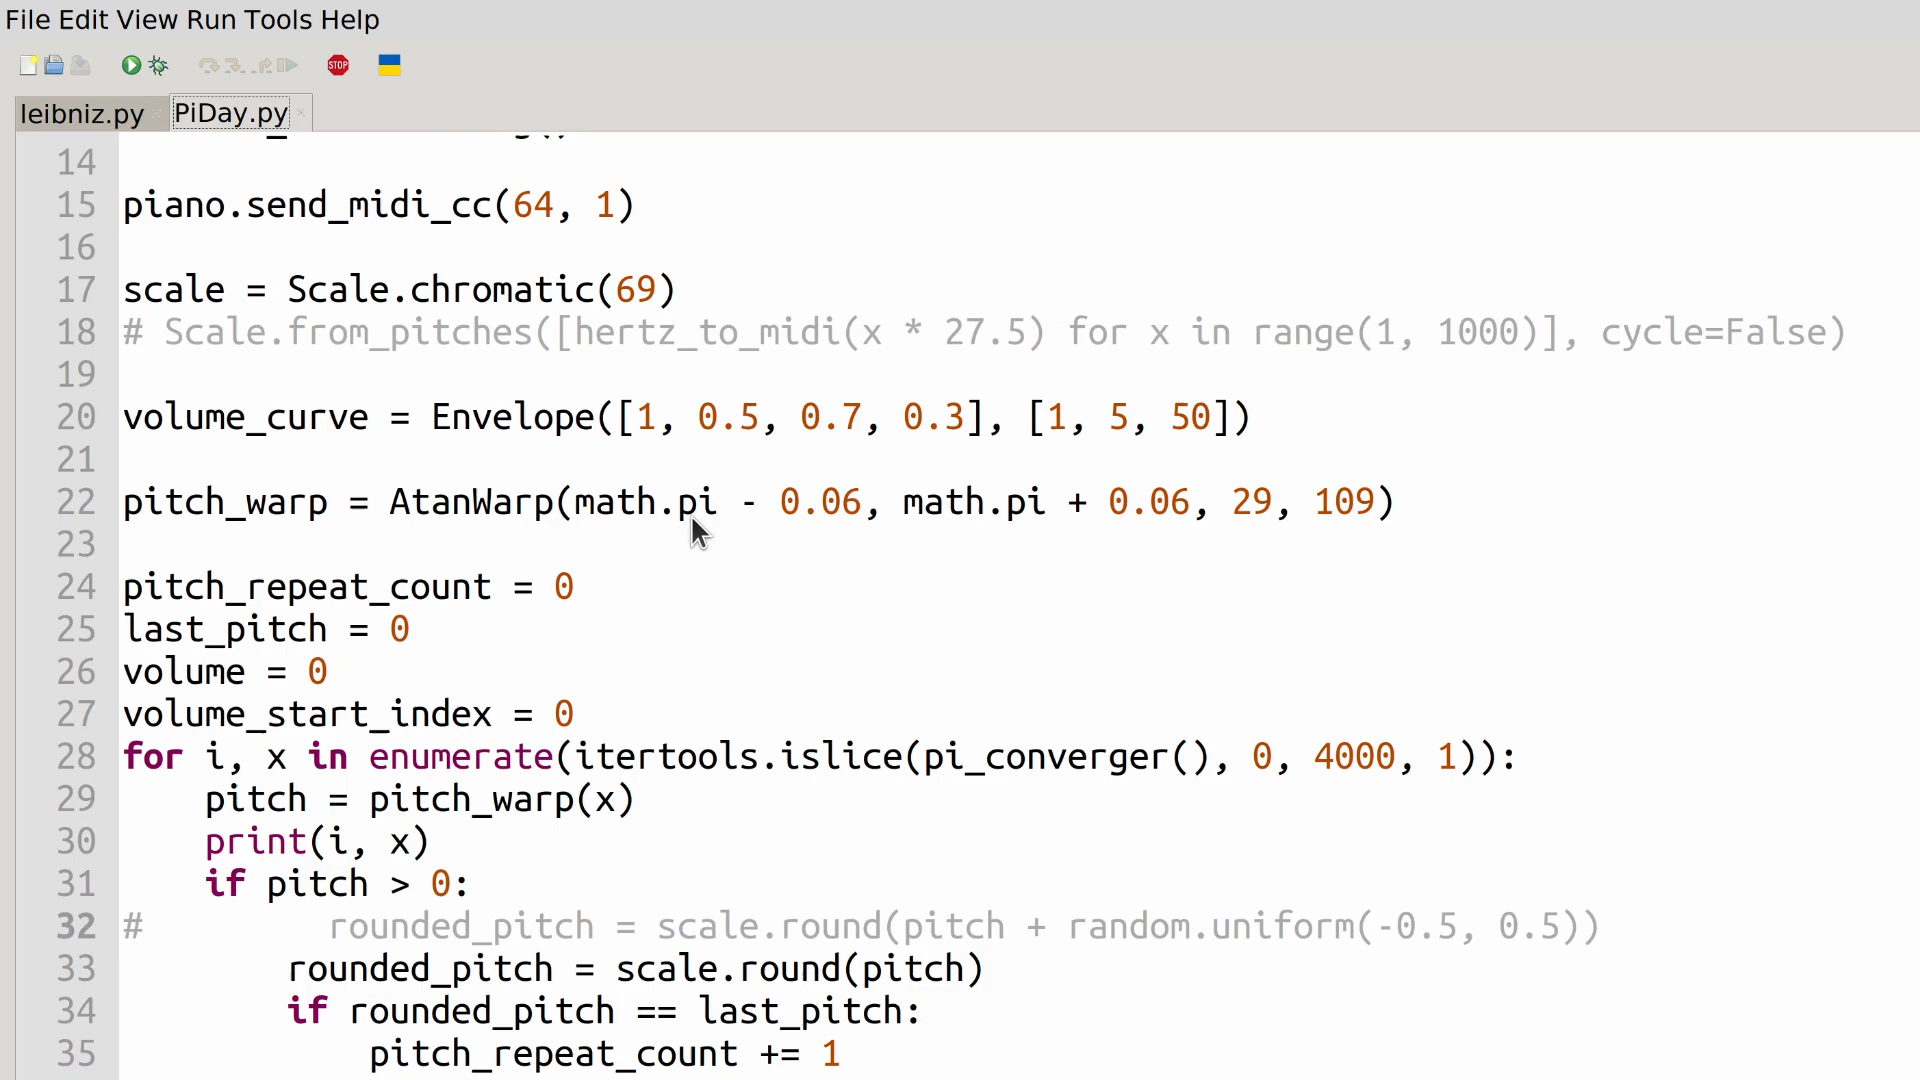 File Edit View Run Tools Help
STOP
leibniz.py
PiDay.py
14
15 piano.send_midi_cc(64, 1)
16
17 scale = Scale.chromatic(69)
18 # Scale.from_pitches([hertz_to_midi(x * 27.5) for x in range(1, 1000)], cycle=False)
19
20 volume_curve = Envelope([1, 0.5, 0.7, 0.3], [1, 5, 50])
21
22 pitch_warp = AtanWarp(math.pi - 0.06, math.pi + 0.06, 29, 109)
23
24 pitch_repeat_count = 0
25 last_pitch = 0
26 volume = 0
27 volume_start_index = 0
28 for i, x in enumerate(itertools.islice(pi_converger(), 0, 4000, 1)):
29     pitch = pitch_warp(x)
30     print(i, x)
31     if pitch > 0:
32 #         rounded_pitch = scale.round(pitch + random.uniform(-0.5, 0.5))
33         rounded_pitch = scale.round(pitch)
34         if rounded_pitch == last_pitch:
35             pitch_repeat_count += 1